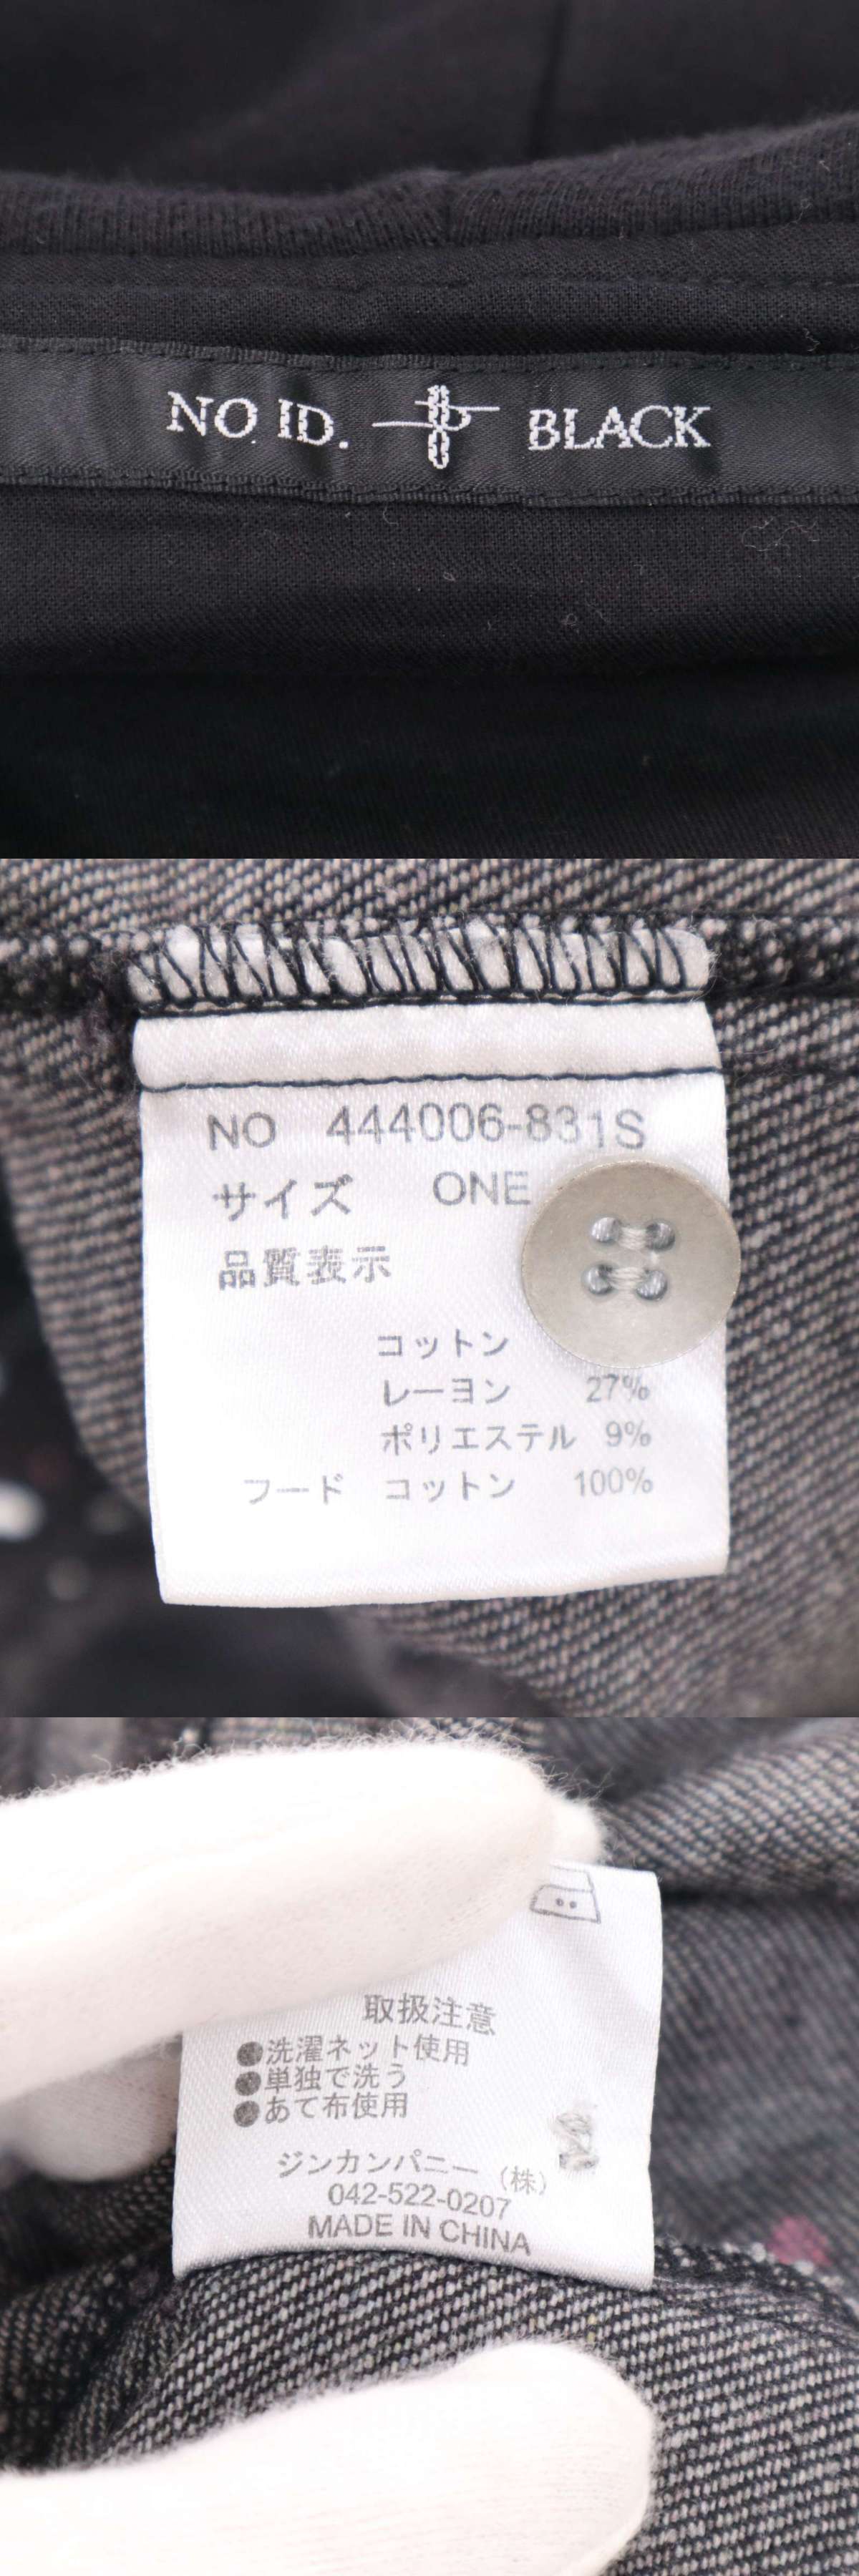 NO ID. BLACK
NO 444006-831S
サイズ ONE
品質表示
コットン
レーヨン 27%
ポリエステル 9%
フード コットン 100%
取扱注意
●洗濯ネット使用
●単独で洗う
●あて布使用
ジンカンパニー (株)
042-522-0207
MADE IN CHINA